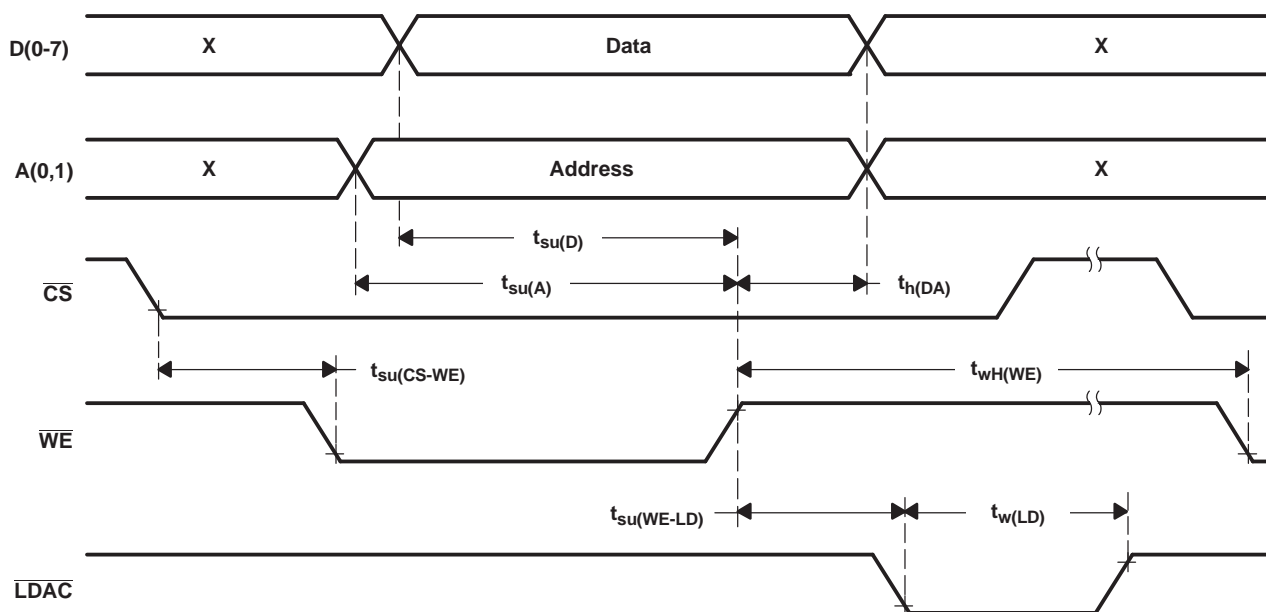 D(0-7) X Data X
A(0,1) X Address X
tsu(D)
CS tsu(A) th(DA)
tsu(CS-WE) twH(WE)
WE
tsu(WE-LD) tw(LD)
LDAC